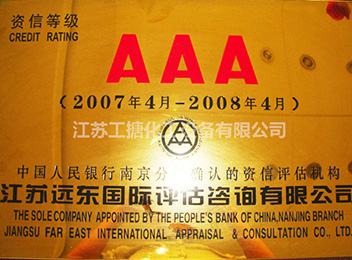 资信等级
CREDIT RATING
AAA
(2007年4月-2008年4月)
江苏工搪化 备有限公司
中国人民银行南京分 确认的资信评估机构
江苏远东国际评估咨询有限公司
THE SOLE COMPANY APPOINTED BY THE PEOPLE'S BANK OF CHINA, NANJING BRANCH
JIANGSU FAR EAST INTERNATIONAL APPRAISAL & CONSULTATION CO., LTD.